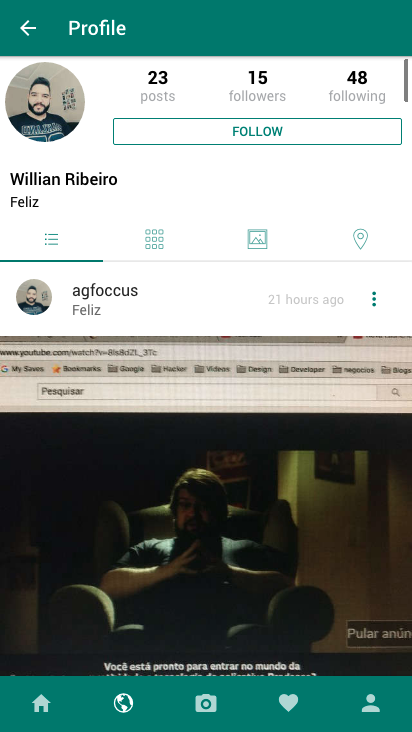 Profile
23
15
48
posts
followers
following
FOLLOW
Willian Ribeiro
Feliz
agfoccus
Feliz
21 hours ago
www.youtube.com/watch?v=8ls8dZL_3Tc
My Saves Bookmarks Google Hacker Videos Design Developer negocios Blogs
Pesquisar
Pular anún
Você está pronto para entrar no mundo da